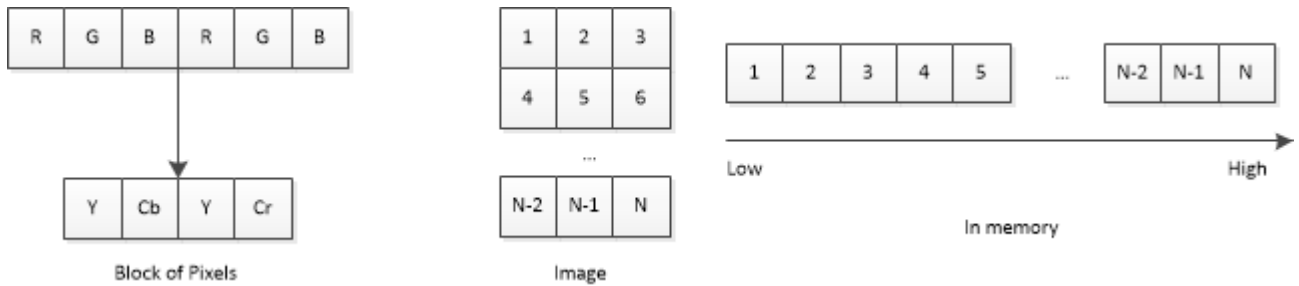 R G B R G B
Y Cb Y Cr
Block of Pixels
1 2 3
4 5 6
...
N-2 N-1 N
Image
1 2 3 4 5 ... N-2 N-1 N
Low High
In memory